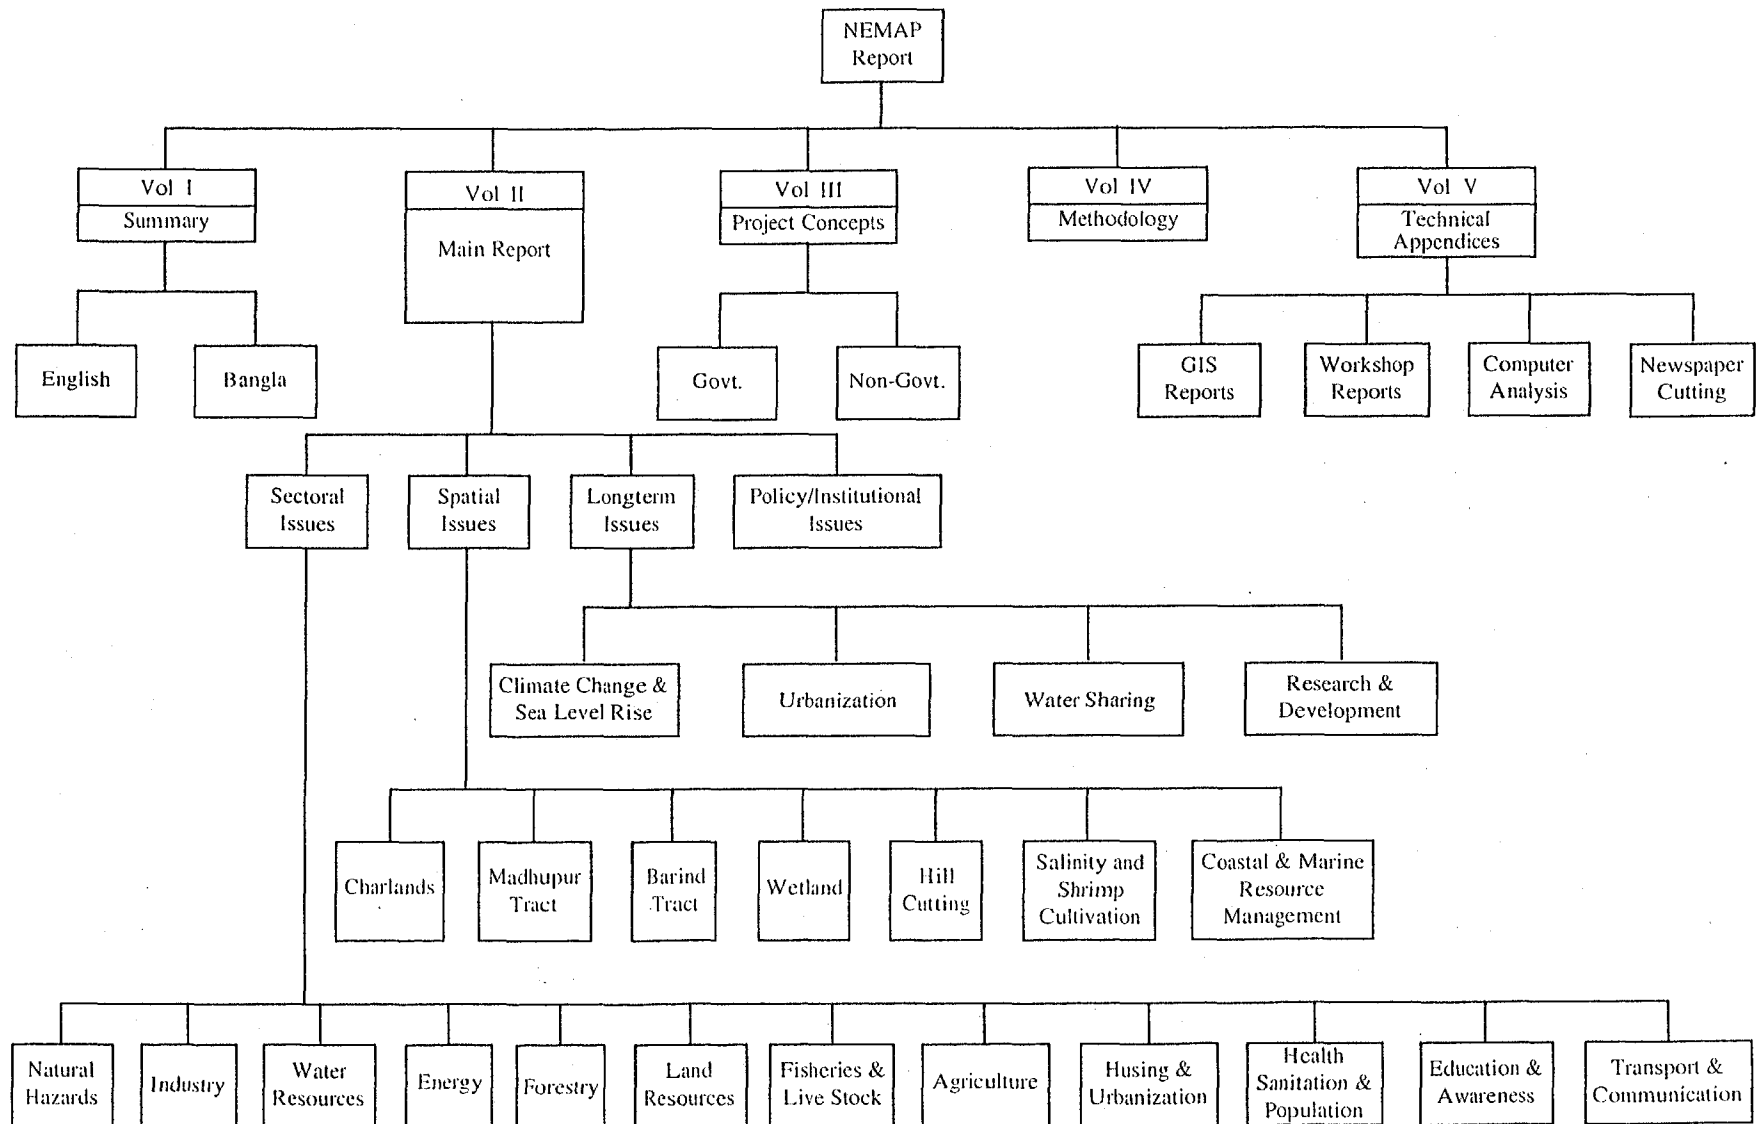 NEMAP
Report
Vol I
Summary
Vol II
Main Report
Vol III
Project Concepts
Vol IV
Methodology
Vol V
Technical
Appendices
English
Bangla
Govt.
Non-Govt.
GIS
Reports
Workshop
Reports
Computer
Analysis
Newspaper
Cutting
Sectoral
Issues
Spatial
Issues
Longterm
Issues
Policy/Institutional
Issues
Climate Change &
Sea Level Rise
Urbanization
Water Sharing
Research &
Development
Charlands
Madhupur
Tract
Barind
Tract
Wetland
Hill
Cutting
Salinity and
Shrimp
Cultivation
Coastal & Marine
Resource
Management
Natural
Hazards
Industry
Water
Resources
Energy
Forestry
Land
Resources
Fisheries &
Live Stock
Agriculture
Husing &
Urbanization
Health
Sanitation &
Population
Education &
Awareness
Transport &
Communication